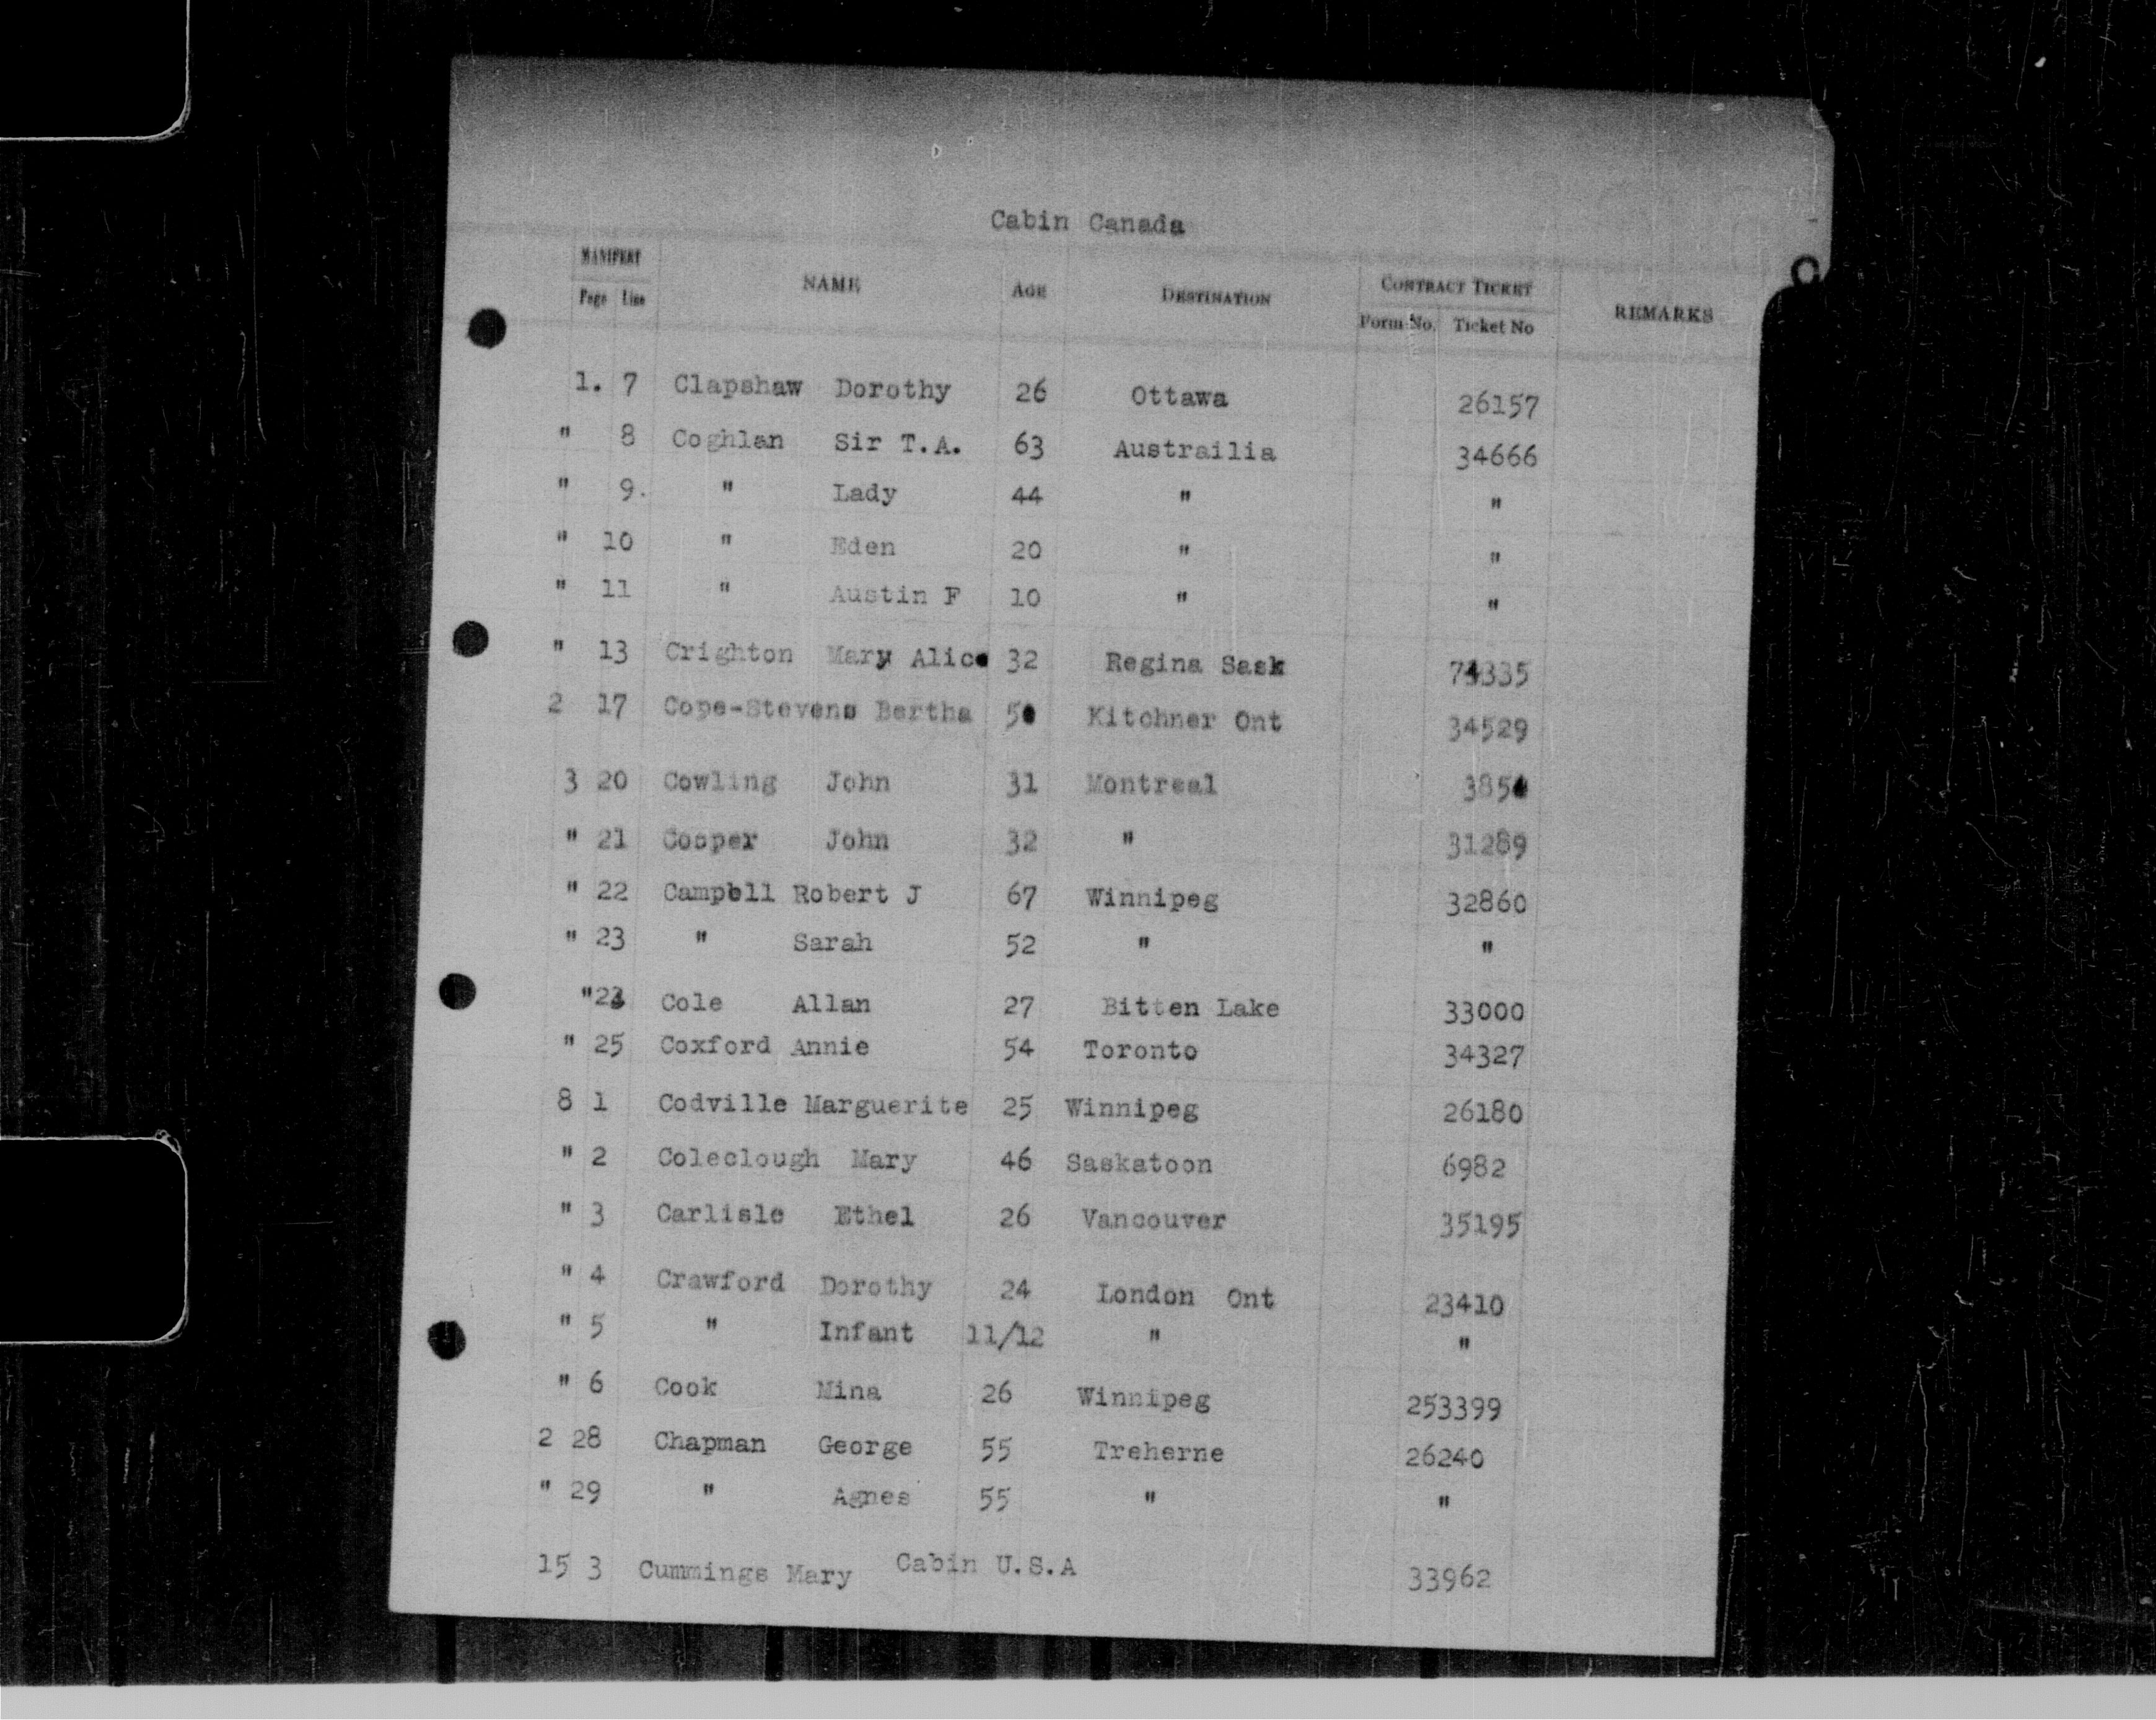 Cabin Canada
MANIFEST
Page Line NAME AGE DESTINATION CONTRACT TICKET REMARKS
Form No. Ticket No
C
1. 7 Clapshaw Dorothy 26 Ottawa 26157
" 8 Coghlan Sir T.A. 63 Austrailia 34666
" 9. " Lady 44 " "
" 10 " Eden 20 " "
" 11 " Austin F 10 " "
" 13 Crighton Mary Alice 32 Regina Sask 74335
2 17 Cope-Stevens Bertha Kitchner Ont 34529
3 20 Cowling John 31 Montreal
" 21 Cooper John 32 " 31289
" 22 Campbll Robert J 67 Winnipeg 32860
" 23 " Sarah 52 " "
" Cole Allan 27 Bitten Lake 33000
" 25 Coxford Annie 54 Toronto 34327
8 1 Codville Marguerite 25 Winnipeg 26180
" 2 Coleclough Mary 46 Saskatoon 6982
" 3 Carlisle Ethel 26 Vancouver 35195
" 4 Crawford Dorothy 24 London Ont 23410
" 5 " Infant 11/12 " "
" 6 Cook Mina 26 Winnipeg 253399
2 28 Chapman George 55 Treherne 26240
" 29 " Agnes 55 " "
15 3 Cummings Mary Cabin U.S.A 33962